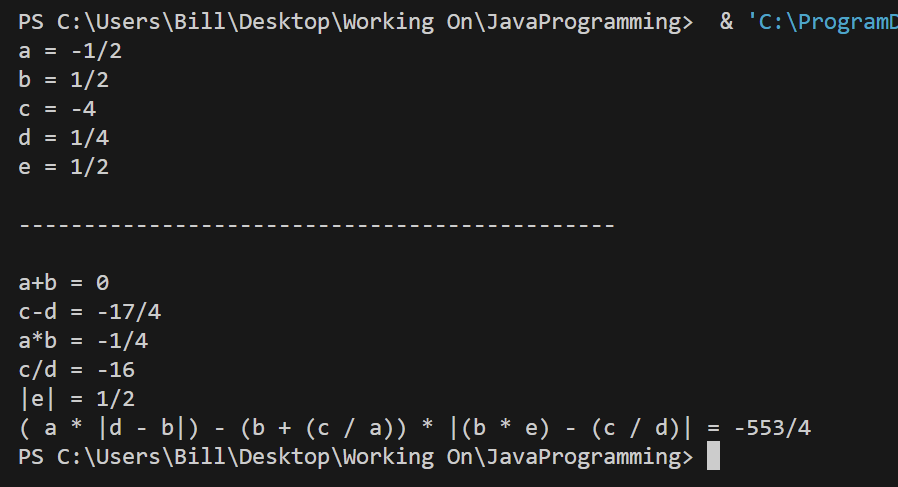 PS C:\Users\Bill\Desktop\Working On\JavaProgramming>  & 'C:\ProgramD
a = -1/2
b = 1/2
c = -4
d = 1/4
e = 1/2
----------------------------------------------
a+b = 0
c-d = -17/4
a*b = -1/4
c/d = -16
|e| = 1/2
( a * |d - b|) - (b + (c / a)) * |(b * e) - (c / d)| = -553/4
PS C:\Users\Bill\Desktop\Working On\JavaProgramming>